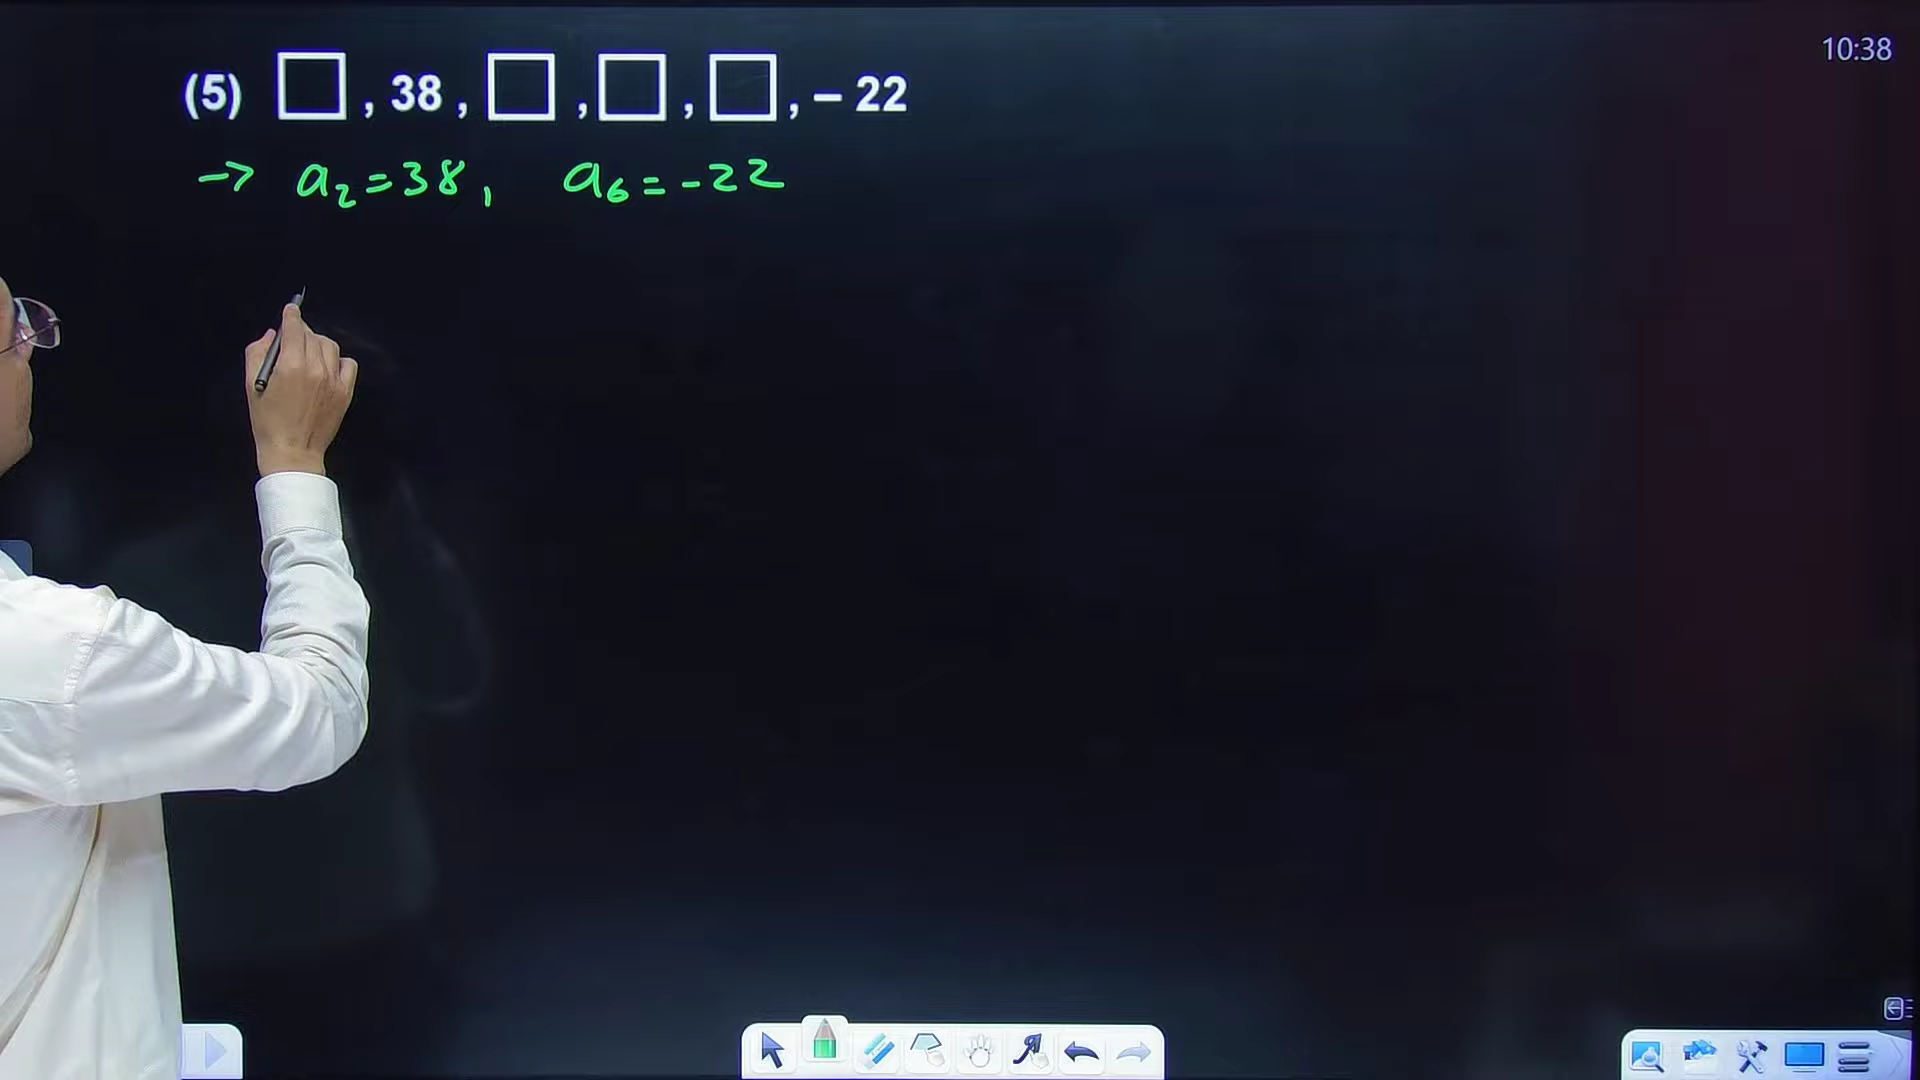 10:38
(5) □ , 38 , □ , □ , □ , – 22
→ a₂ = 38, a₆ = -22